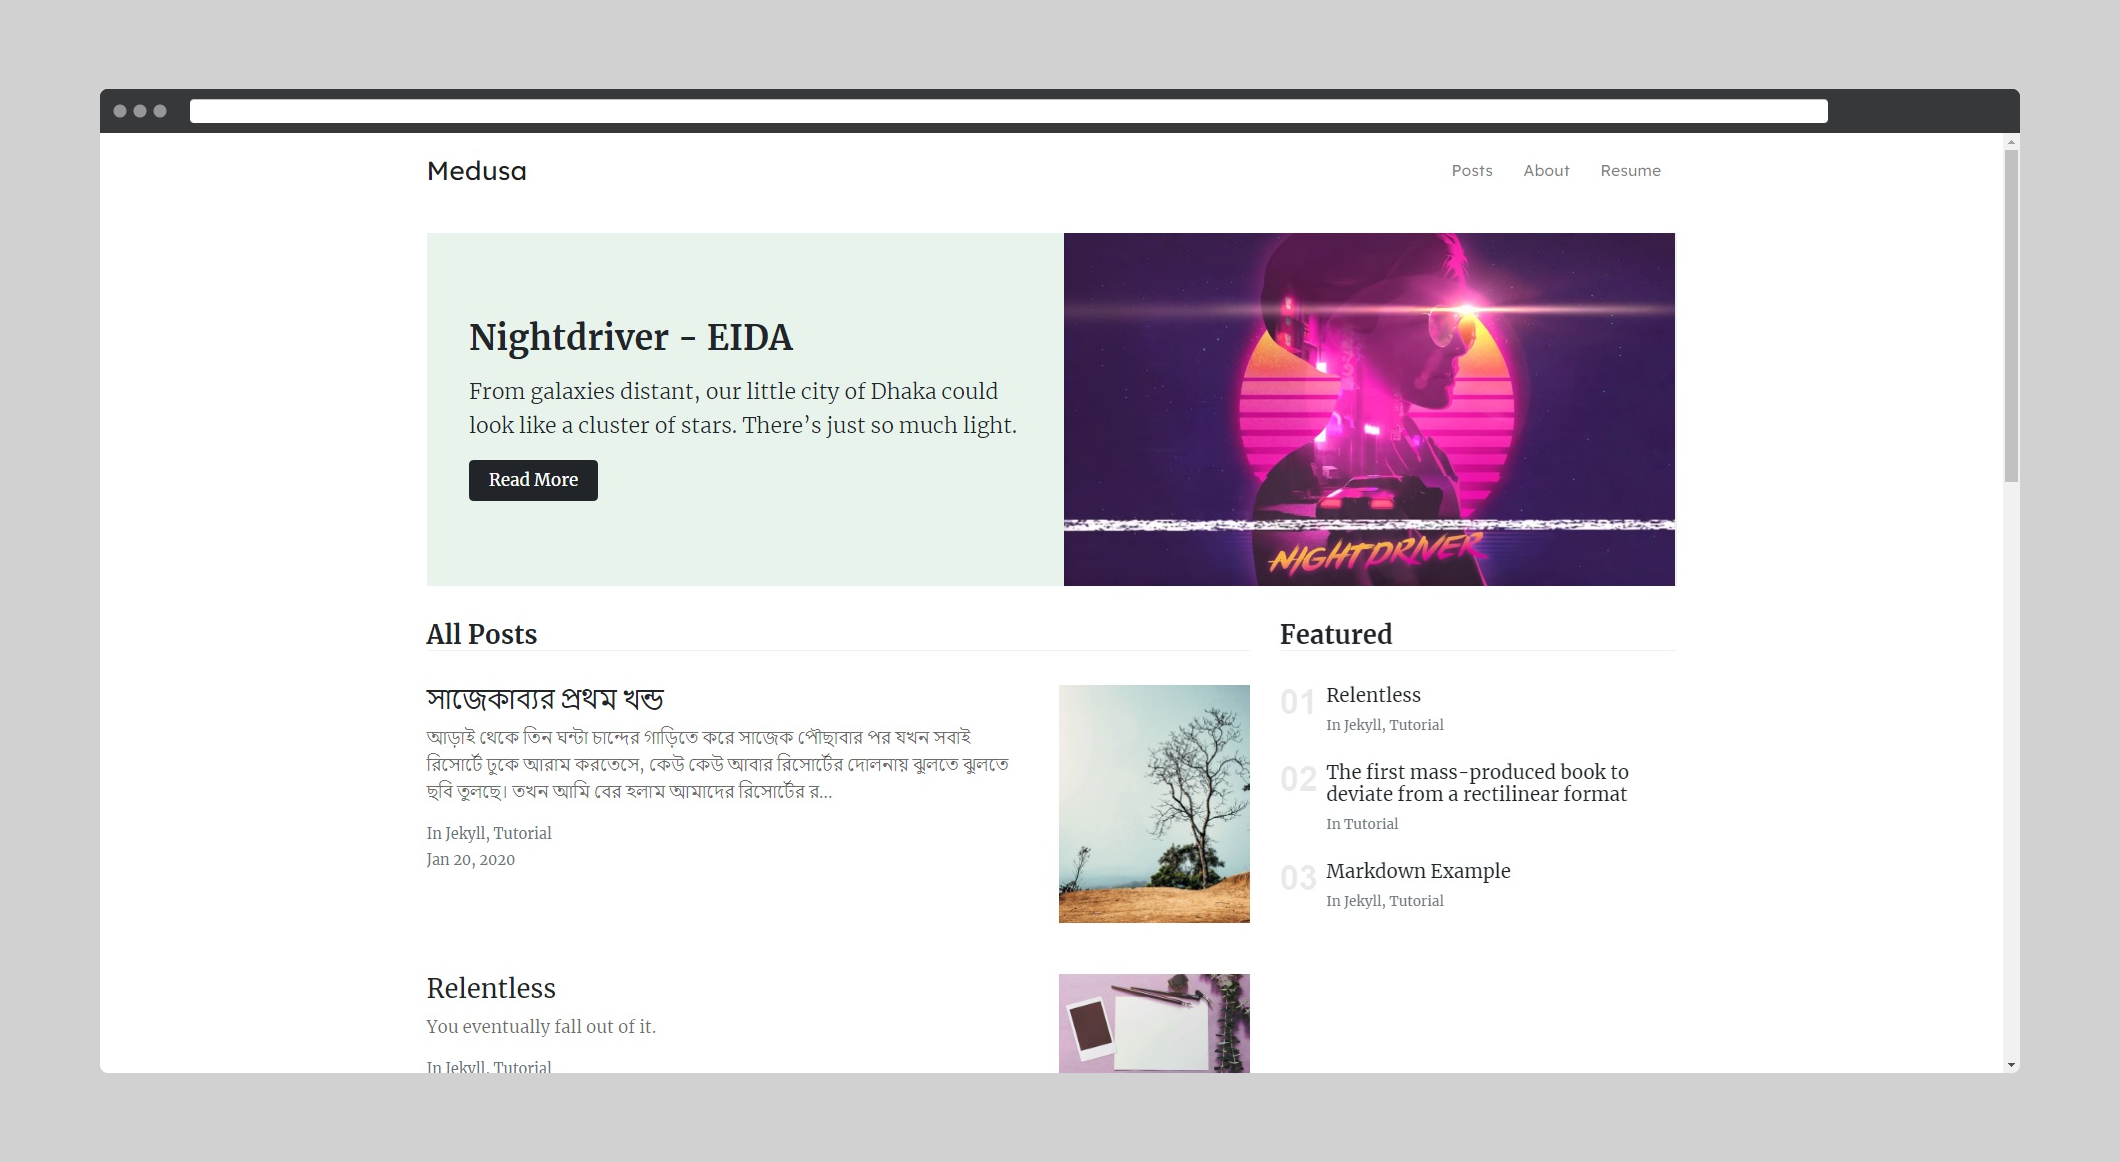 Medusa
Posts About Resume
Nightdriver - EIDA
From galaxies distant, our little city of Dhaka could
look like a cluster of stars. There’s just so much light.
Read More
NIGHTDRIVER
All Posts
সাজেকাব্যর প্রথম খন্ড
আড়াই থেকে তিন ঘন্টা চান্দের গাড়িতে করে সাজেক পৌছাবার পর যখন সবাই
রিসোর্টে ঢুকে আরাম করতেসে, কেউ কেউ আবার রিসোর্টের দোলনায় ঝুলতে ঝুলতে
ছবি তুলছে। তখন আমি বের হলাম আমাদের রিসোর্টের র...
In Jekyll, Tutorial
Jan 20, 2020
Relentless
You eventually fall out of it.
In Jekyll, Tutorial
Featured
01 Relentless
In Jekyll, Tutorial
02 The first mass-produced book to
deviate from a rectilinear format
In Tutorial
03 Markdown Example
In Jekyll, Tutorial